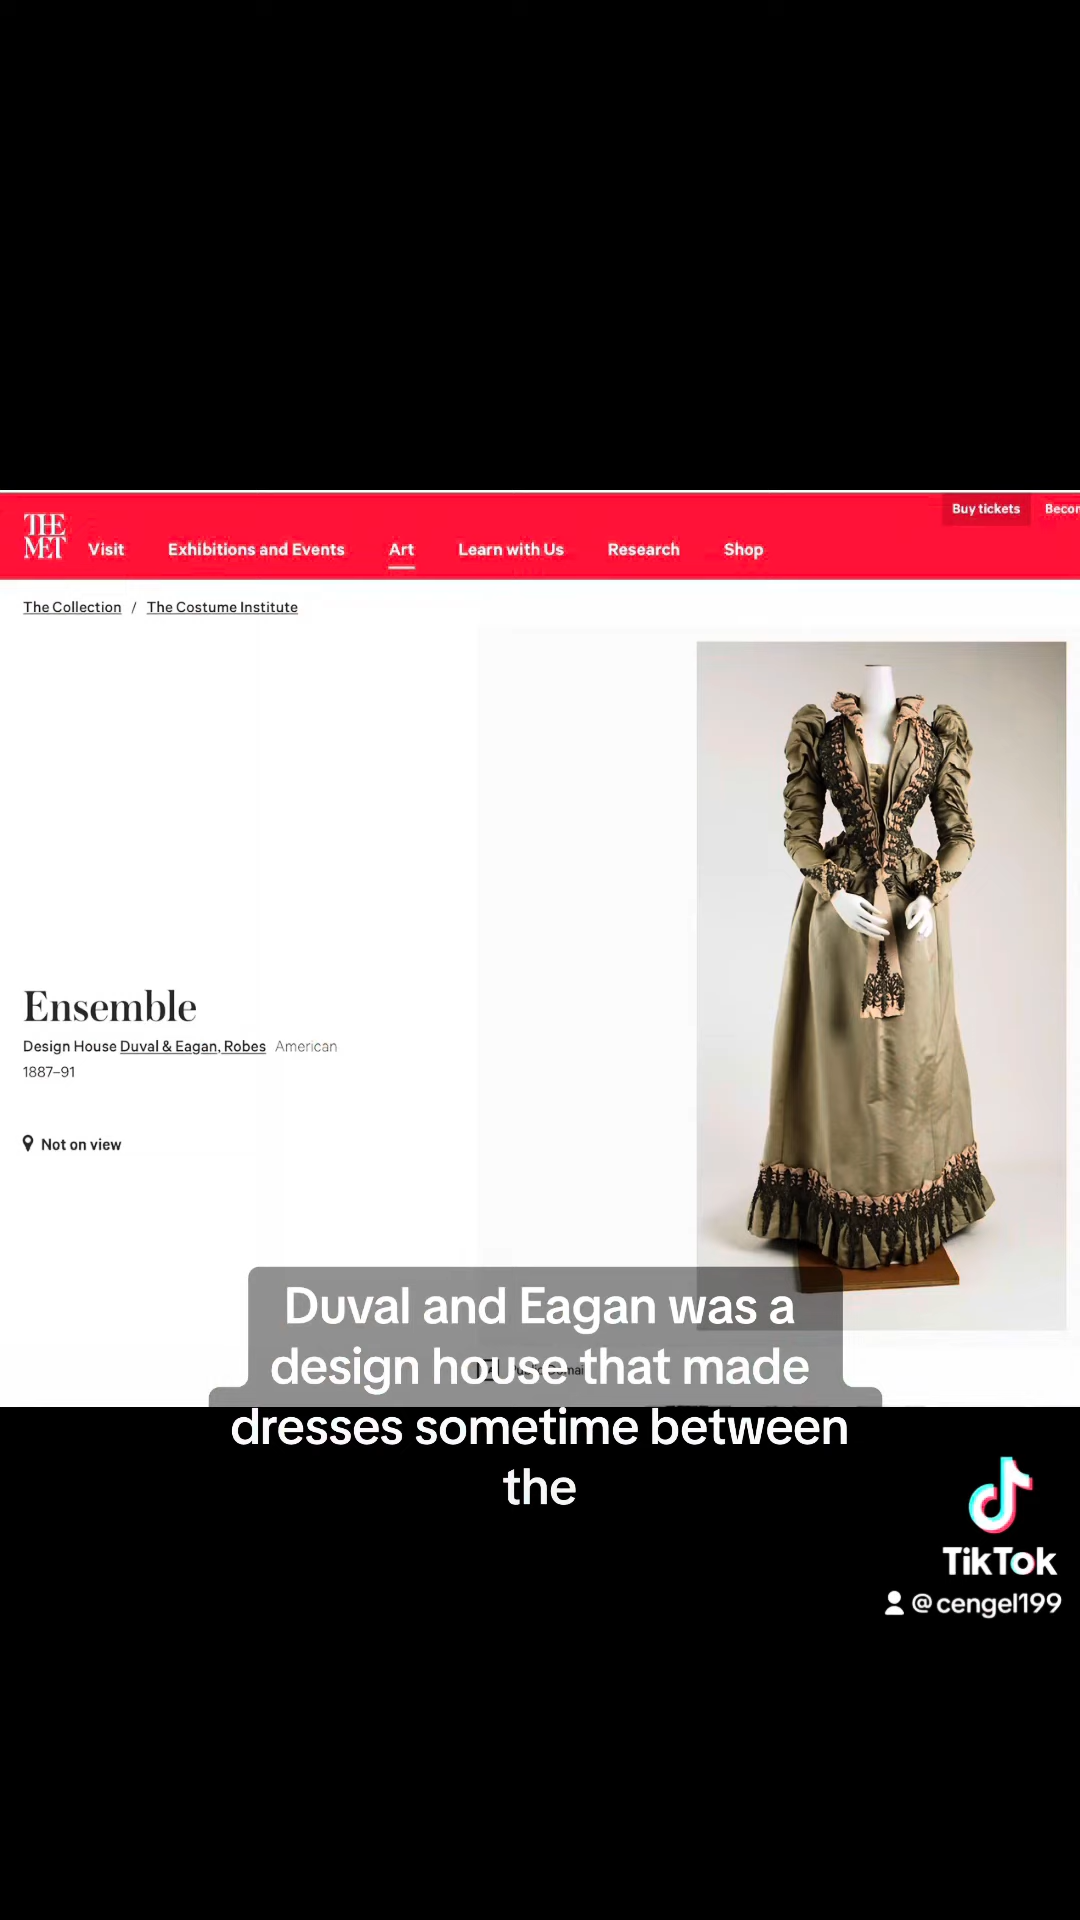 Buy tickets
THE
MET
Visit
Exhibitions and Events
Art
Learn with Us
Research
Shop
The Collection / The Costume Institute
Ensemble
Design House Duval & Eagan, Robes American
1887–91
Not on view
Duval and Eagan was a
design house that made
dresses sometime between
the
TikTok
@cengel199